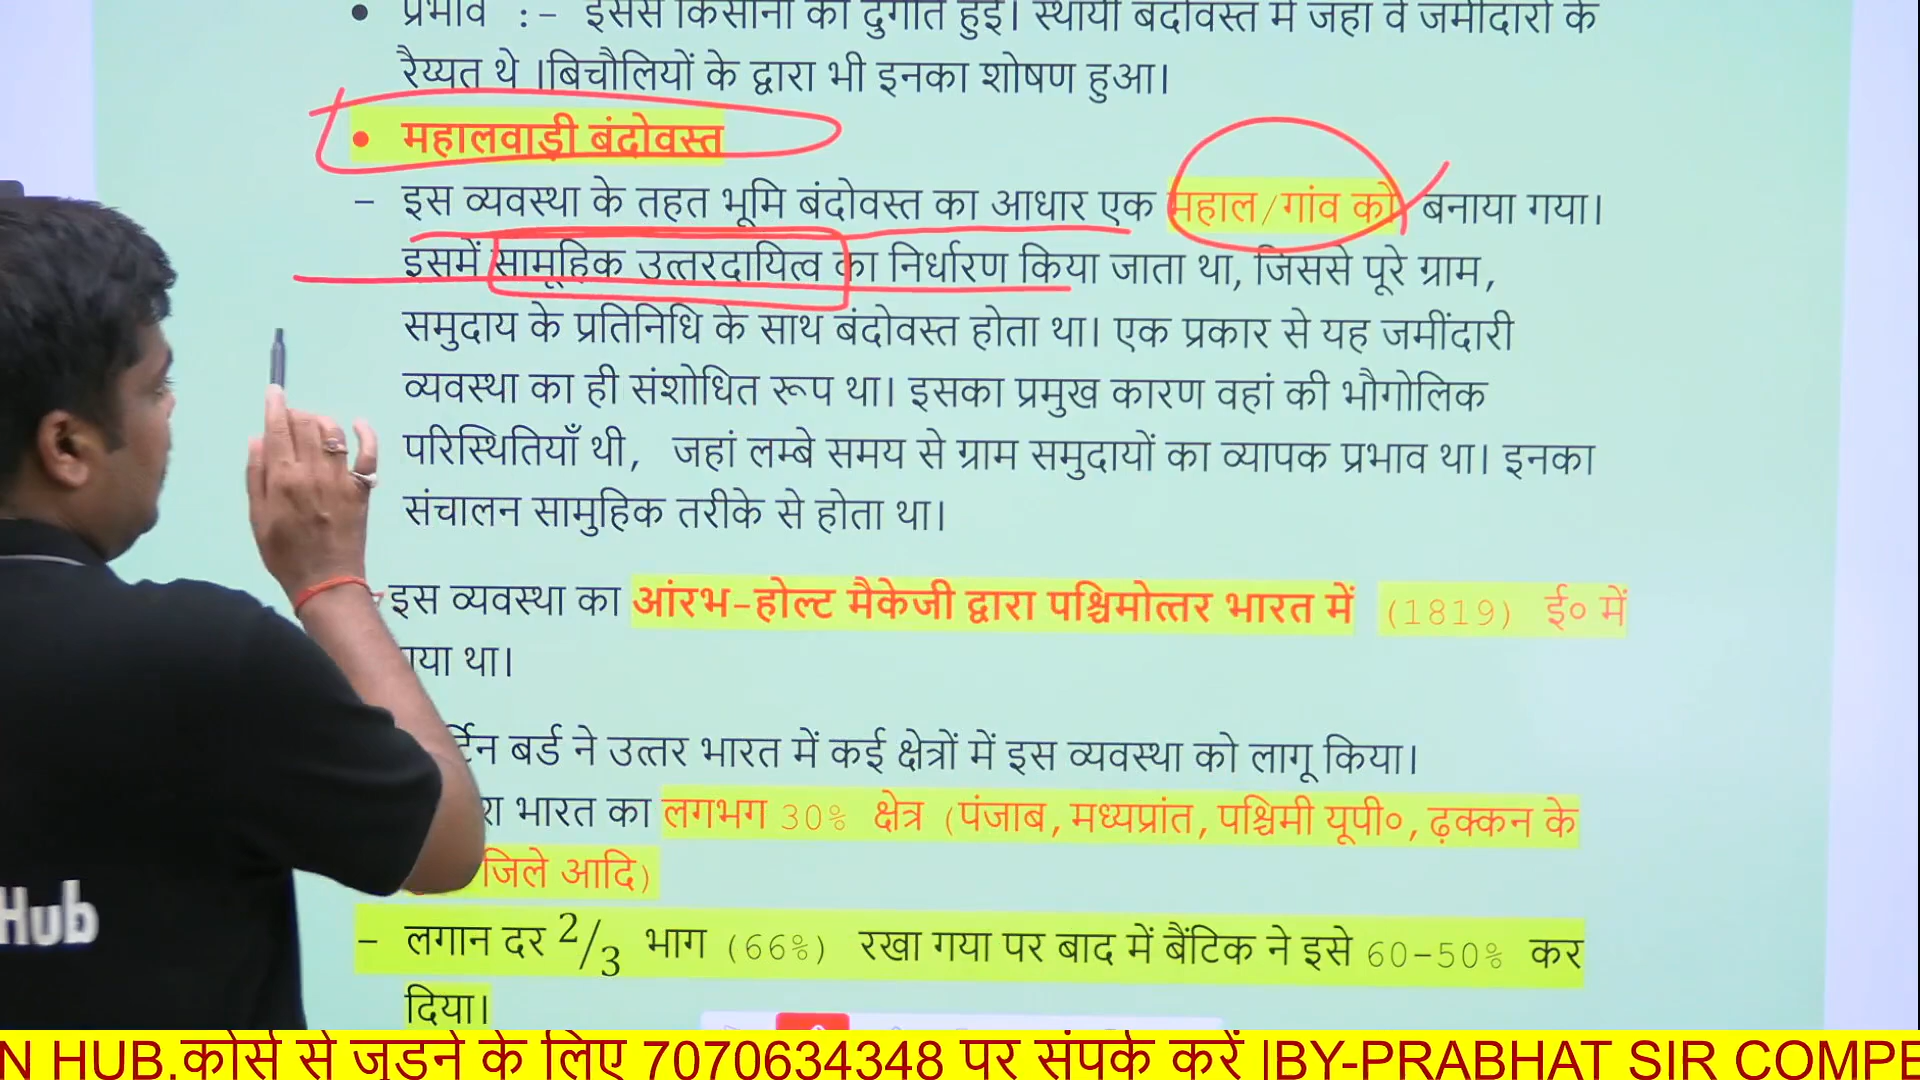 • प्रभाव :- इससे किसानों की दुर्गति हुई। स्थायी बंदोवस्त में जहां वे जमींदारों के
रैय्यत थे ।बिचौलियों के द्वारा भी इनका शोषण हुआ।
• महालवाड़ी बंदोवस्त
- इस व्यवस्था के तहत भूमि बंदोवस्त का आधार एक महाल/गांव को बनाया गया।
इसमें सामूहिक उत्तरदायित्व का निर्धारण किया जाता था, जिससे पूरे ग्राम,
समुदाय के प्रतिनिधि के साथ बंदोवस्त होता था। एक प्रकार से यह जमींदारी
व्यवस्था का ही संशोधित रूप था। इसका प्रमुख कारण वहां की भौगोलिक
परिस्थितियाँ थी, जहां लम्बे समय से ग्राम समुदायों का व्यापक प्रभाव था। इनका
संचालन सामुहिक तरीके से होता था।
इस व्यवस्था का आंरभ-होल्ट मैकेजी द्वारा पश्चिमोत्तर भारत में (1819) ई० में
था।
बर्ड ने उत्तर भारत में कई क्षेत्रों में इस व्यवस्था को लागू किया।
भारत का लगभग 30% क्षेत्र (पंजाब, मध्यप्रांत, पश्चिमी यूपी०, ढ़क्कन के
जिले आदि)
- लगान दर 2/3 भाग (66%) रखा गया पर बाद में बैंटिक ने इसे 60-50% कर
दिया।
Hub
N HUB.कोर्स से जुड़ने के लिए 7070634348 पर संपर्क करें |BY-PRABHAT SIR COMPE